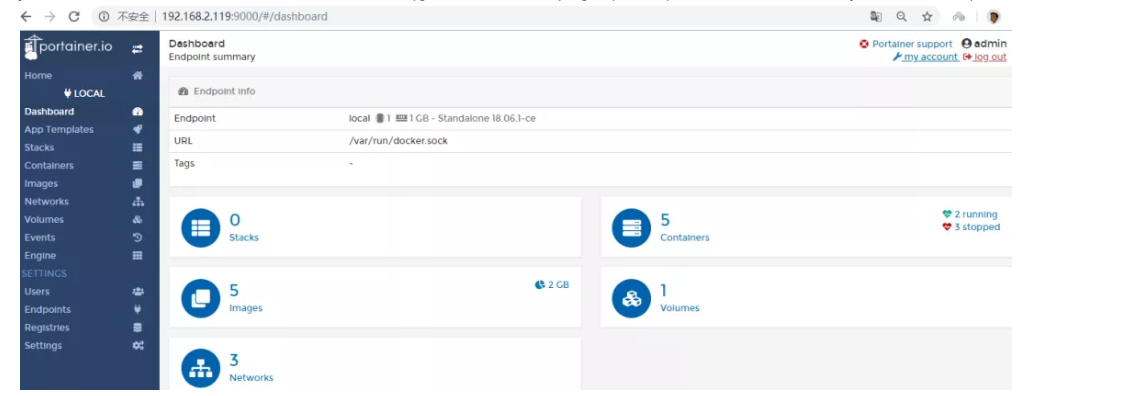 不安全 | 192.168.2.119:9000/#/dashboard
portainer.io
Home
LOCAL
Dashboard
App Templates
Stacks
Containers
Images
Networks
Volumes
Events
Engine
SETTINGS
Users
Endpoints
Registries
Settings
Dashboard
Endpoint summary
Portainer support admin
my account log out
Endpoint info
Endpoint local 1 1 GB - Standalone 18.06.1-ce
URL /var/run/docker.sock
Tags -
0
Stacks
5
Containers
2 running
3 stopped
5
Images
2 GB
1
Volumes
3
Networks